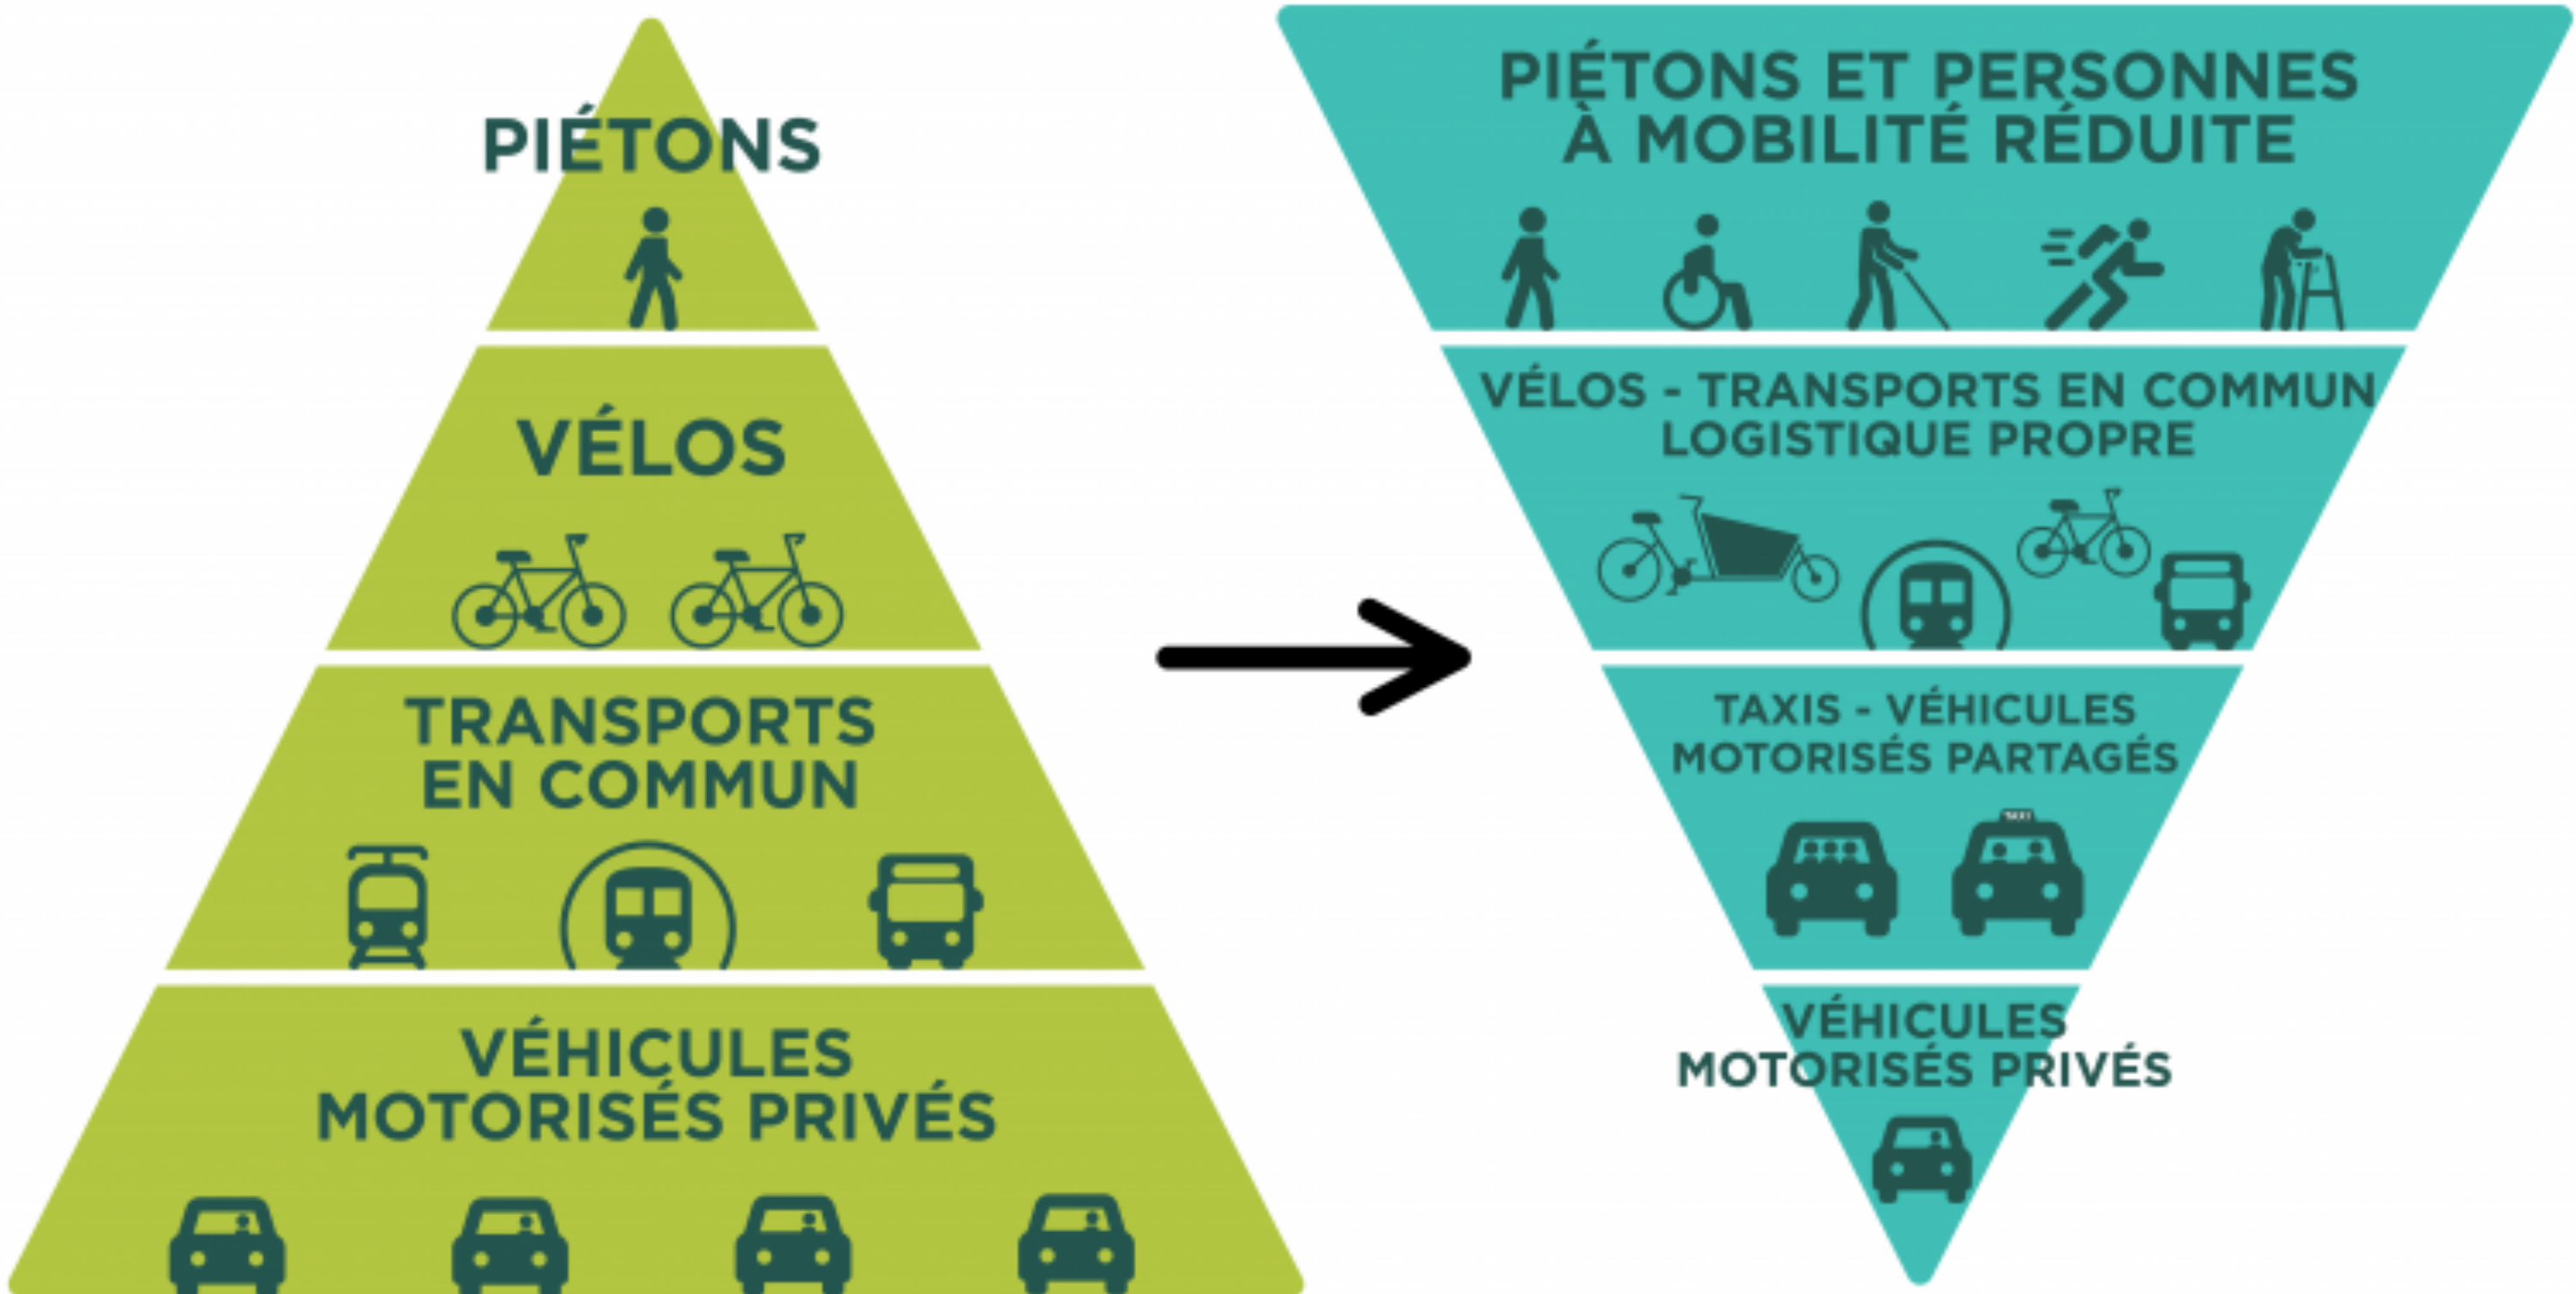 PIÉTONS
VÉLOS
TRANSPORTS
EN COMMUN
VÉHICULES
MOTORISÉS PRIVÉS
PIÉTONS ET PERSONNES
À MOBILITÉ RÉDUITE
VÉLOS - TRANSPORTS EN COMMUN
LOGISTIQUE PROPRE
TAXIS - VÉHICULES
MOTORISÉS PARTAGÉS
TAXI
VÉHICULES
MOTORISÉS PRIVÉS